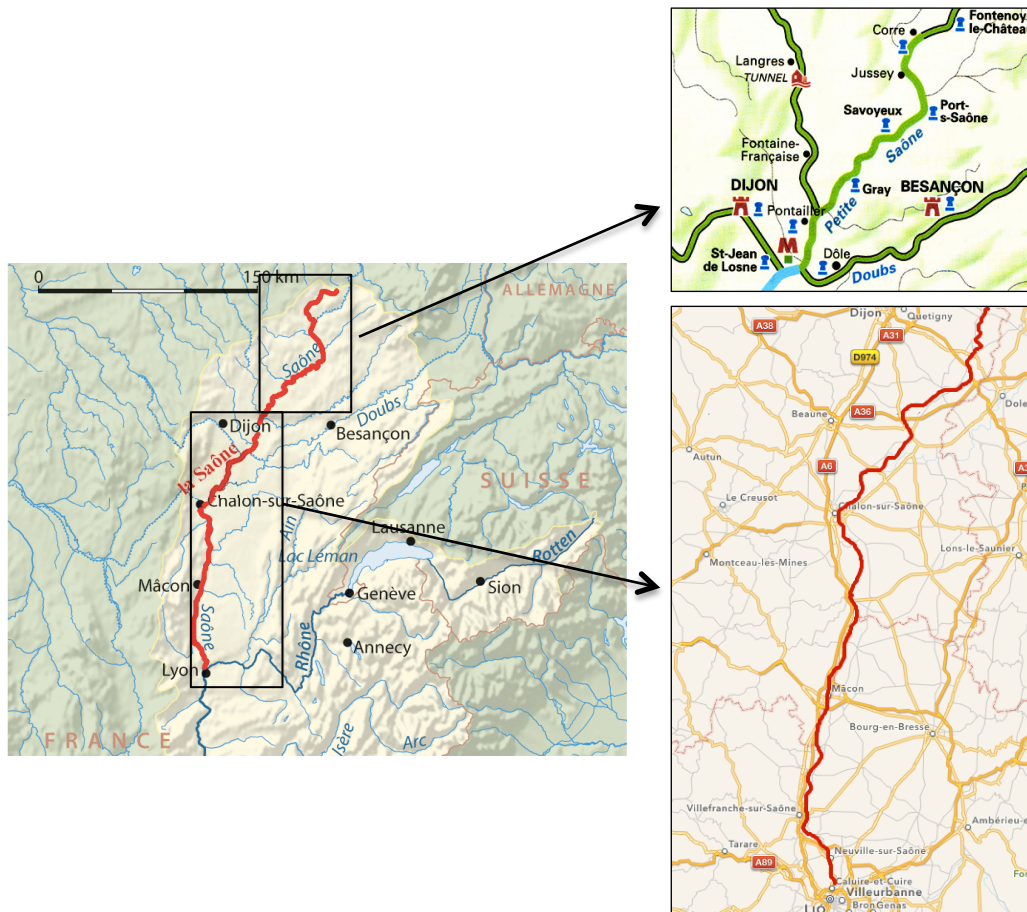 0
150 km
ALLEMAGNE
Saône
Doubs
Dijon
Besançon
la Saône
Chalon-sur-Saône
SUISSE
Ain
Lausanne
Lac Léman
Rotten
Mâcon
Genève
Sion
Saône
Annecy
Lyon
Rhône
FRANCE
Isère
Arc
Fontenoy
le-Château
Corre
Langres
TUNNEL
Jussey
Savoyeux
Port-
s-Saône
Fontaine-
Française
Saône
DIJON
Gray
BESANÇON
Pontailler
Petite
M
St-Jean
de Losne
Dôle
Doubs
Dijon
Quetigny
A38
A31
D974
Dole
Beaune
A36
Autun
A6
Le Creusot
Chalon-sur-Saône
Montceau-les-Mines
Lons-le-Saunier
Mâcon
Bourg-en-Bresse
Villefranche-sur-Saône
Tarare
Neuville-sur-Saône
A89
Caluire-et-Cuire
Villeurbanne
BronGenas